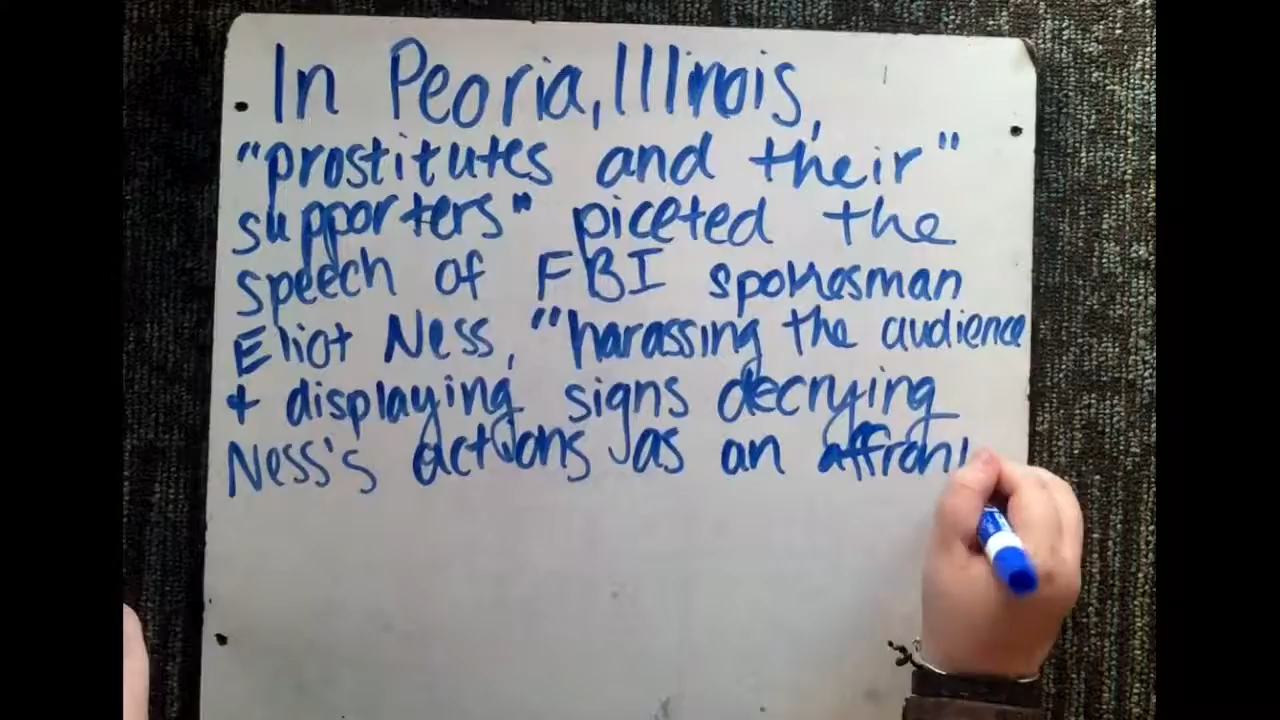 In Peoria, Illinois,
"prostitutes and their"
supporters" piceted the
speech of FBI spokesman
Eliot Ness, "harassing the audience
+ displaying signs decrying
Ness's actions as an affront